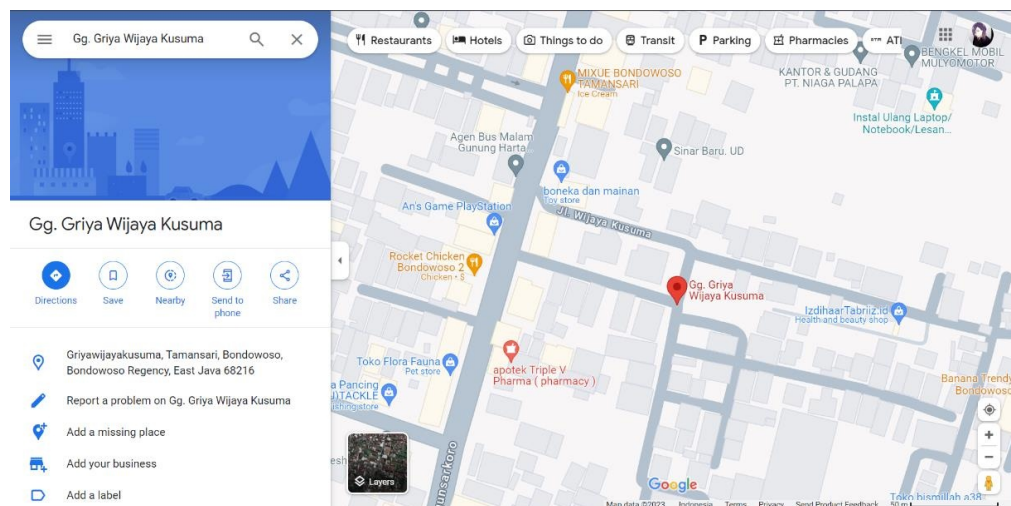 Gg. Griya Wijaya Kusuma
Gg. Griya Wijaya Kusuma
Directions
Save
Nearby
Send to
phone
Share
Griyawijayakusuma, Tamansari, Bondowoso,
Bondowoso Regency, East Java 68216
Report a problem on Gg. Griya Wijaya Kusuma
Add a missing place
Add your business
Add a label
Restaurants
Hotels
Things to do
Transit
P Parking
Pharmacies
ATM
MIXUE BONDOWOSO
TAMANSARI
Ice Cream
KANTOR & GUDANG
PT. NIAGA PALAPA
BENGKEL MOBIL
MULYOMOTOR
Instal Ulang Laptop/
Notebook/Lesan...
Agen Bus Malam
Gunung Harta
Sinar Baru. UD
boneka dan mainan
Toy store
An's Game PlayStation
Jl. Wijaya Kusuma
Rocket Chicken
Bondowoso 2
Chicken • $
Gg. Griya
Wijaya Kusuma
IzdihaarTabriiz.id
Health and beauty shop
Toko Flora Fauna
Pet store
apotek Triple V
Pharma ( pharmacy )
a Pancing
TACKLE
shing store
Banana Trendy
Bondowoso
unsarkoro
Layers
Google
Toko bismillah a38
Map data ©2023
Indonesia
Terms
Privacy
Send Product Feedback
50 m